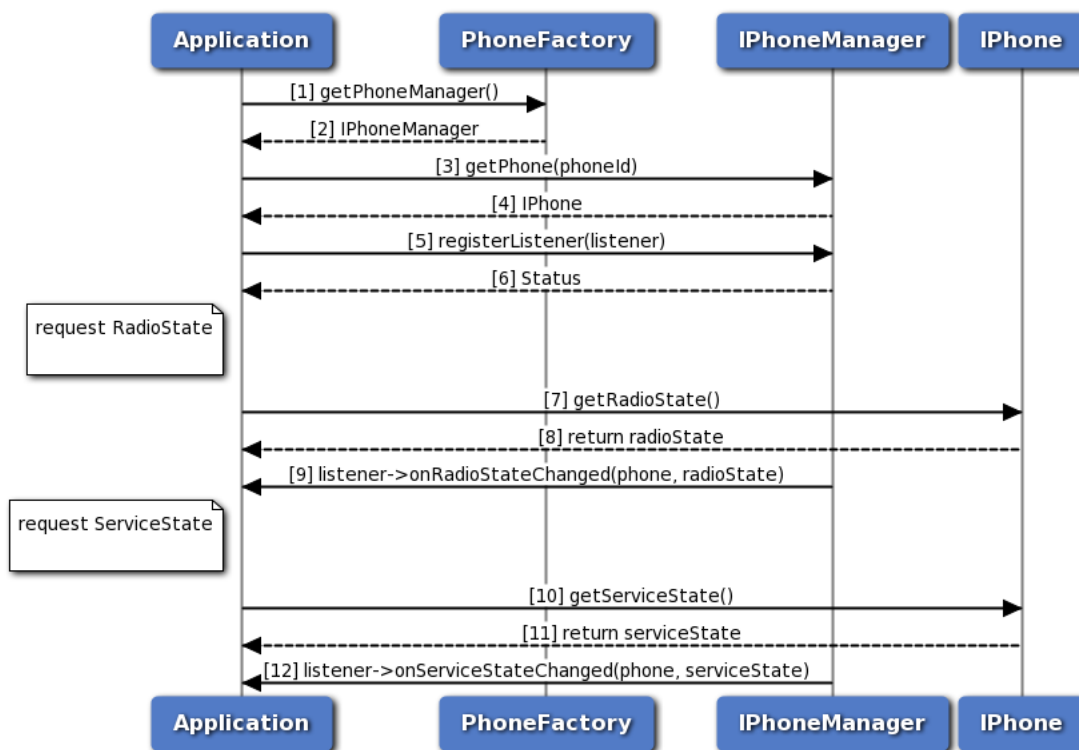 Application PhoneFactory IPhoneManager IPhone
[1] getPhoneManager()
[2] IPhoneManager
[3] getPhone(phoneId)
[4] IPhone
[5] registerListener(listener)
[6] Status
request RadioState
[7] getRadioState()
[8] return radioState
[9] listener->onRadioStateChanged(phone, radioState)
request ServiceState
[10] getServiceState()
[11] return serviceState
[12] listener->onServiceStateChanged(phone, serviceState)
Application PhoneFactory IPhoneManager IPhone